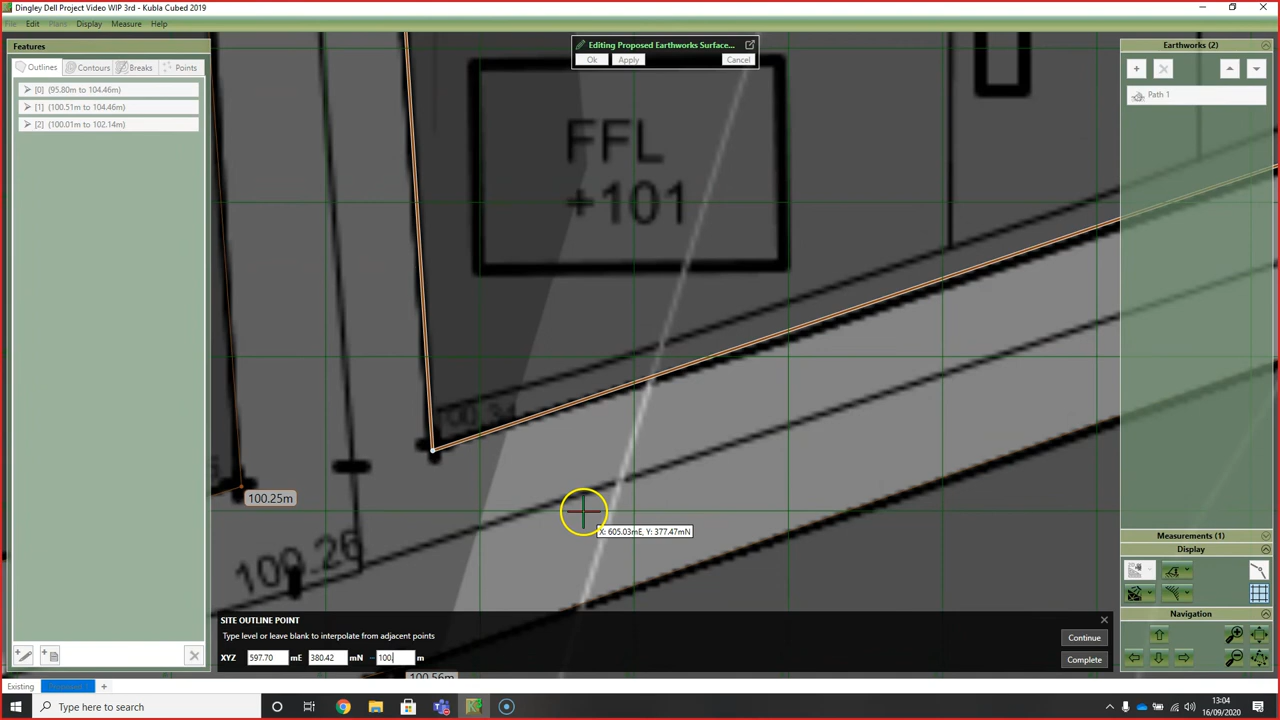 Dingley Dell Project Video WIP 3rd - Kubla Cubed 2019
File Edit Plans Display Measure Help
Features
Outlines Contours Breaks Points
[0] (95.80m to 104.46m)
[1] (100.51m to 104.46m)
[2] (100.01m to 102.14m)
Editing Proposed Earthworks Surface...
Ok Apply Cancel
Earthworks (2)
Path 1
FFL
+101
100.34
100.25m
100.26
X: 605.03mE, Y: 377.47mN
SITE OUTLINE POINT
Type level or leave blank to interpolate from adjacent points
XYZ 597.70 mE 380.42 mN ~ 100. m
Continue
Complete
100.56m
Measurements (1)
Display
Navigation
Existing
Type here to search
13:04
16/09/2020